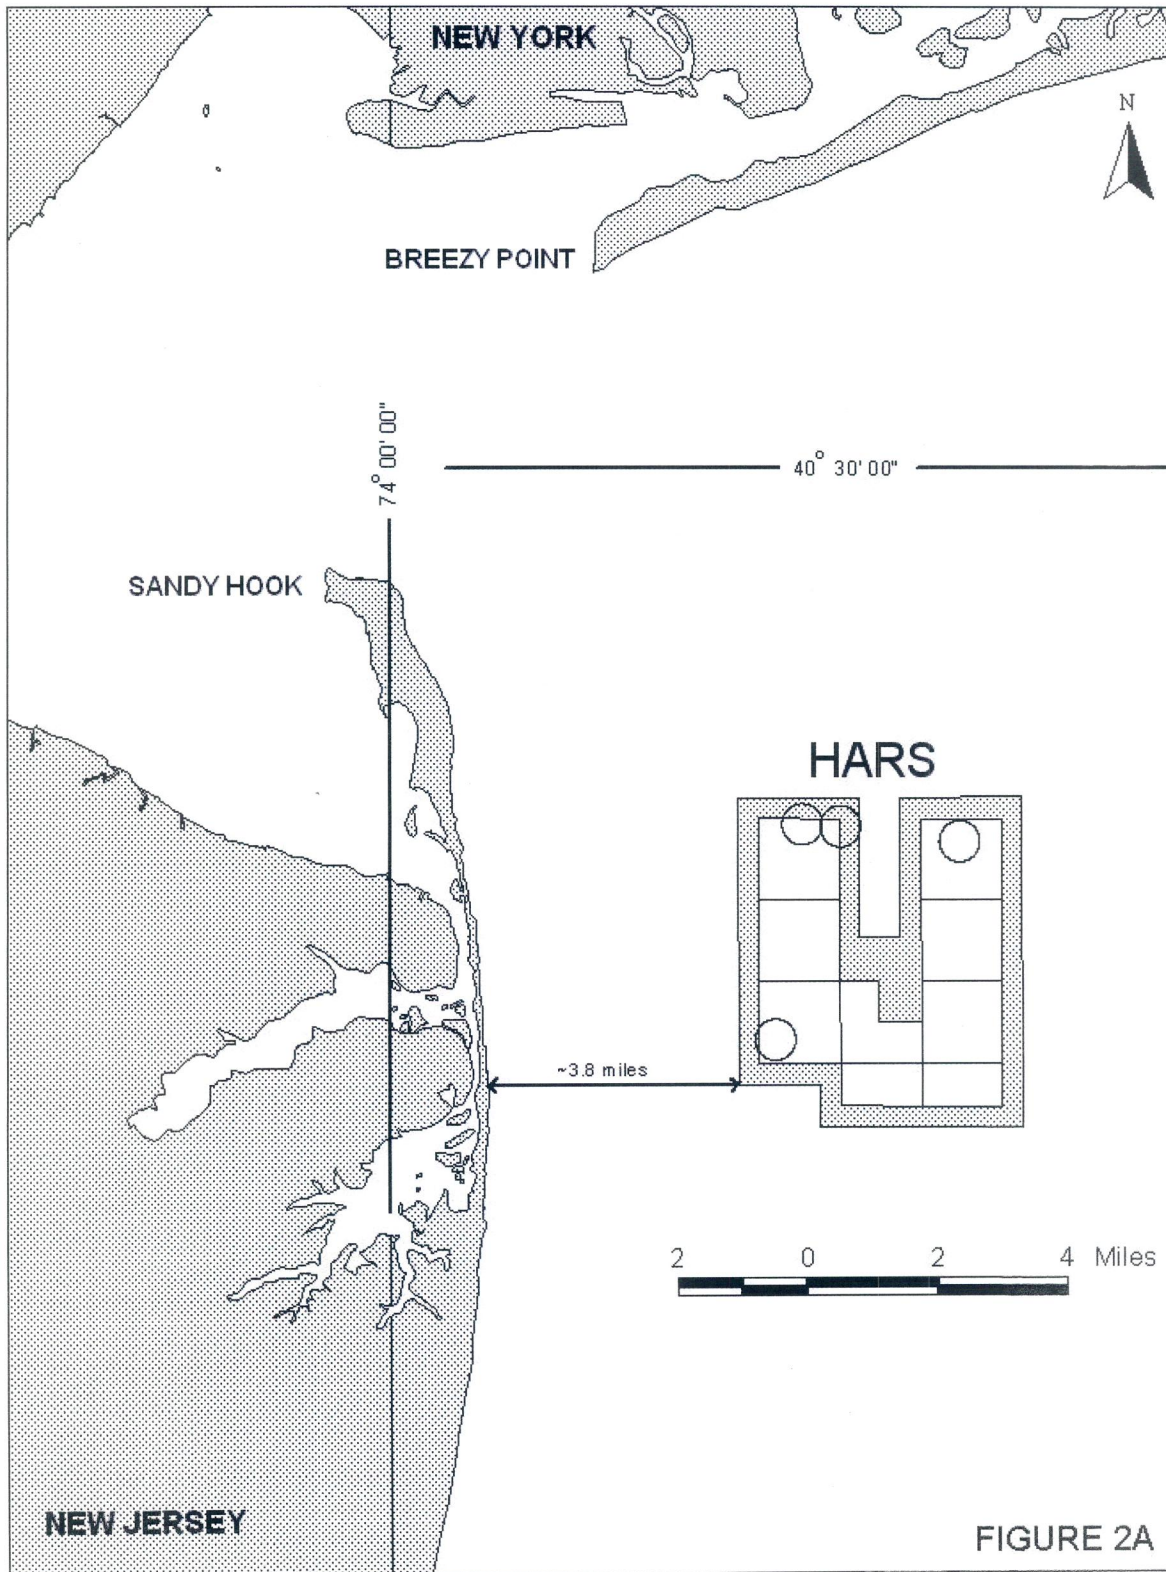 NEW YORK
N
BREEZY POINT
74° 00' 00"
40° 30' 00"
SANDY HOOK
HARS
~3.8 miles
2 0 2 4 Miles
NEW JERSEY
FIGURE 2A